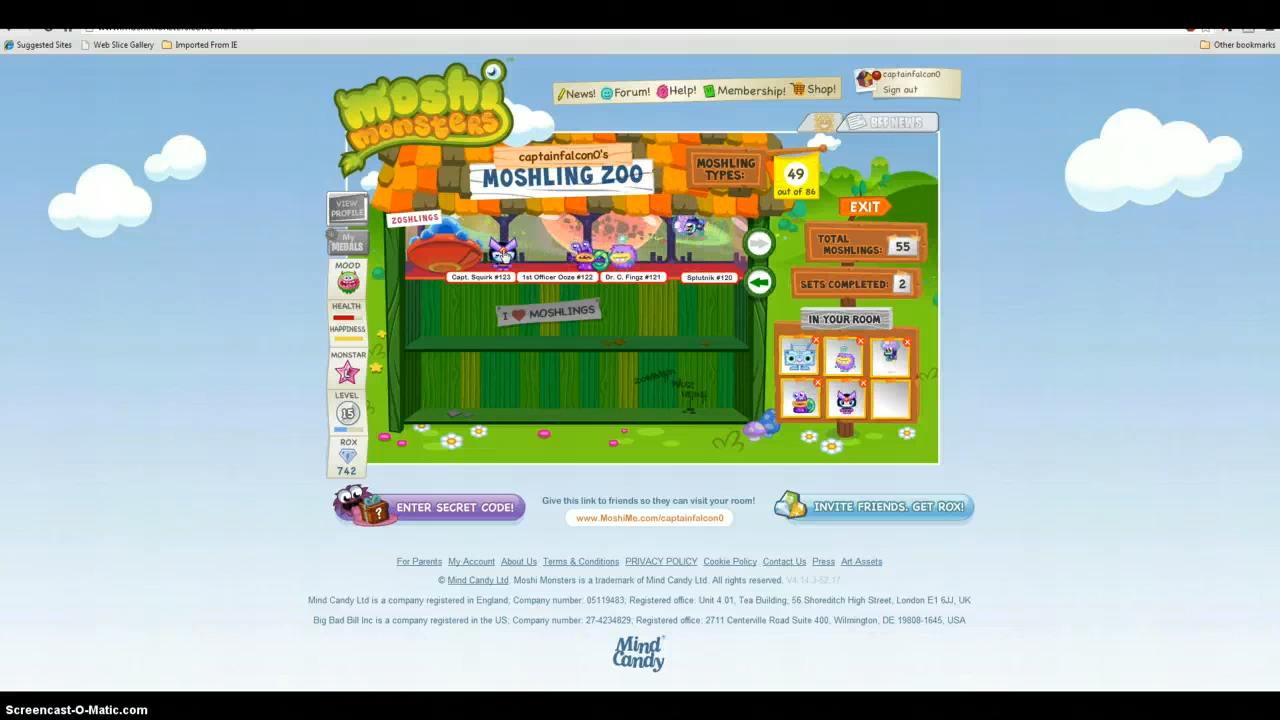 Suggested Sites
Web Slice Gallery
Imported From IE
Other bookmarks
moshi
monsters
News!
Forum!
Help!
Membership!
Shop!
captainfalcon0
Sign out
captainfalcon0's
MOSHLING ZOO
MOSHLING
TYPES:
49
out of 86
EXIT
ZOSHLINGS
TOTAL
MOSHLINGS:
55
SETS COMPLETED:
2
IN YOUR ROOM
Capt. Squirk #123
1st Officer Ooze #122
Dr. C. Fingz #121
Splutnik #120
I ❤ MOSHLINGS
VIEW
PROFILE
My
MEDALS
MOOD
HEALTH
HAPPINESS
MONSTAR
LEVEL
15
ROX
742
?
ENTER SECRET CODE!
Give this link to friends so they can visit your room!
www.MoshiMe.com/captainfalcon0
INVITE FRIENDS. GET ROX!
For Parents
My Account
About Us
Terms & Conditions
PRIVACY POLICY
Cookie Policy
Contact Us
Press
Art Assets
© Mind Candy Ltd. Moshi Monsters is a trademark of Mind Candy Ltd. All rights reserved. V4.14.3-52.17
Mind Candy Ltd is a company registered in England; Company number: 05119483; Registered office: Unit 4.01, Tea Building, 56 Shoreditch High Street, London E1 6JJ, UK
Big Bad Bill Inc is a company registered in the US; Company number: 27-4234829; Registered office: 2711 Centerville Road Suite 400, Wilmington, DE 19808-1645, USA
Mind
Candy
Screencast-O-Matic.com